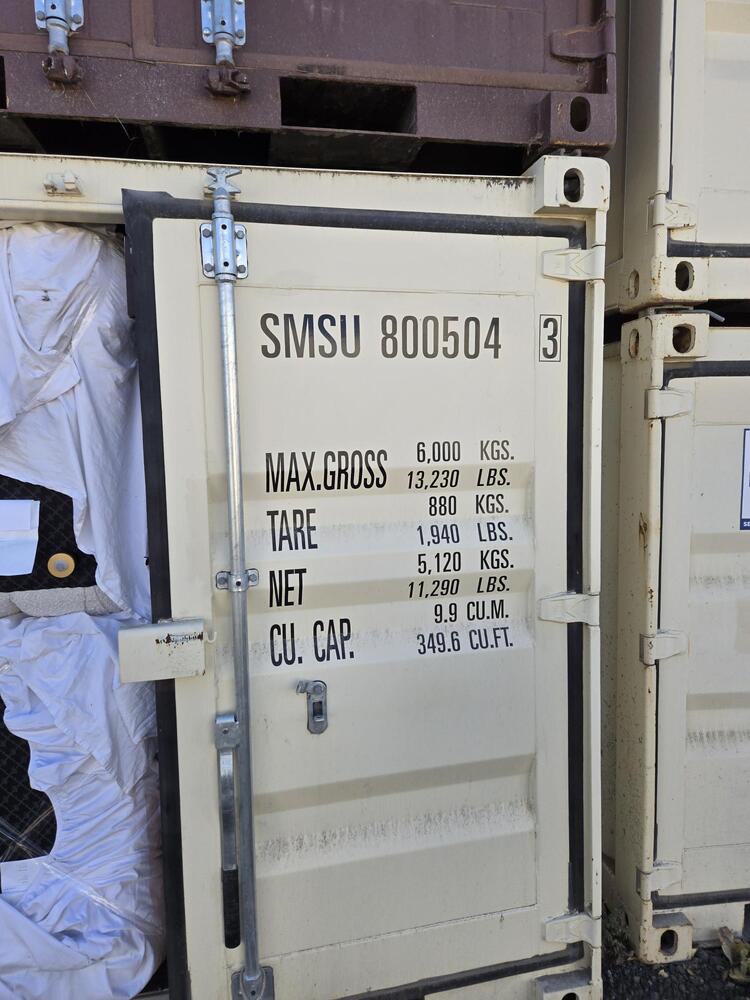 SMSU 800504 3
MAX.GROSS 6,000 KGS.
13,230 LBS.
TARE 880 KGS.
1,940 LBS.
NET 5,120 KGS.
11,290 LBS.
CU. CAP. 9.9 CU.M.
349.6 CU.FT.